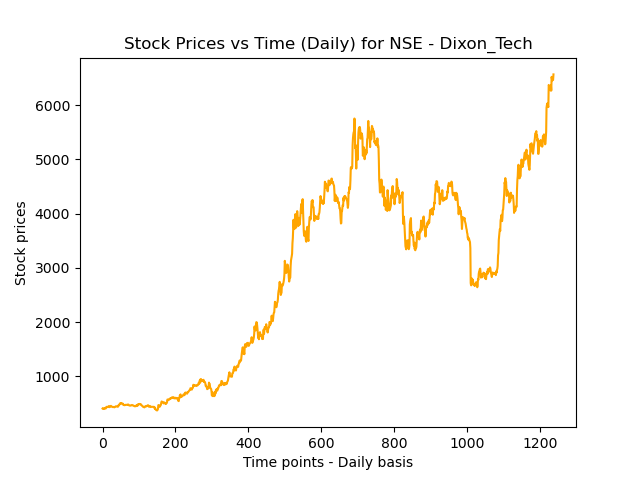 Stock Prices vs Time (Daily) for NSE - Dixon_Tech
6000
5000
4000
3000
2000
1000
Stock prices
0 200 400 600 800 1000 1200
Time points - Daily basis